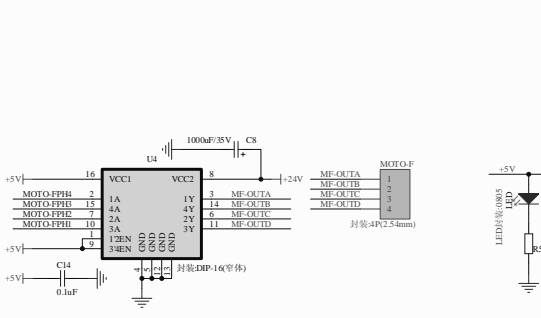 1000uF/35V C8
U4
+5V 16 VCC1 VCC2 8 +24V
MOTO-FPH4 2 1A 1Y 3 MF-OUTA
MOTO-FPH3 15 4A 4Y 14 MF-OUTB
MOTO-FPH2 7 2A 2Y 6 MF-OUTC
MOTO-FPH1 10 3A 3Y 11 MF-OUTD
1 1'2EN
+5V 9 3'4EN
GND GND GND GND
4 5 12 13
封装:DIP-16(窄体)
+5V C14
0.1uF
MOTO-F
MF-OUTA 1
MF-OUTB 2
MF-OUTC 3
MF-OUTD 4
封装:4P(2.54mm)
+5V
LED
LED封装:0805